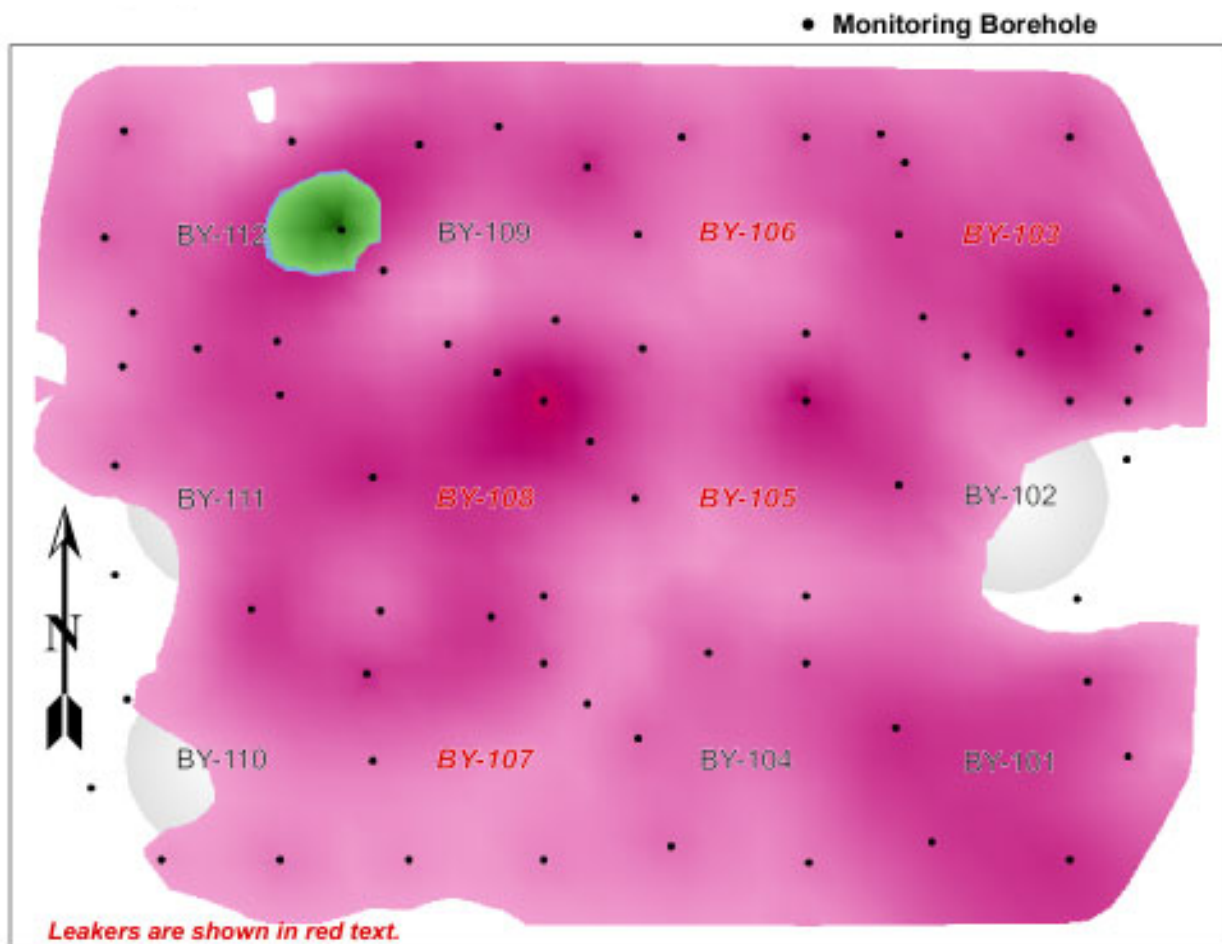 Monitoring Borehole
BY-112 BY-109 BY-106 BY-103
BY-111 BY-108 BY-105 BY-102
N
BY-110 BY-107 BY-104 BY-101
Leakers are shown in red text.